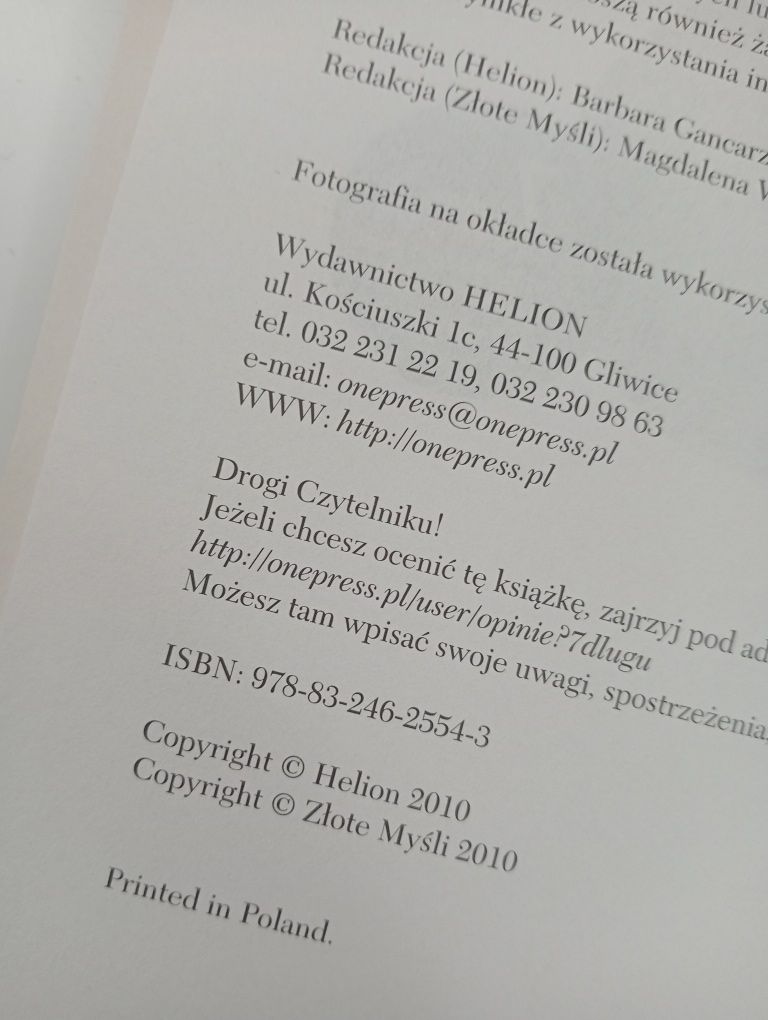 również
z wykorzystania
Redakcja (Helion): Barbara
Redakcja (Złote Myśli): Magdalena
Fotografia na okładce została
Wydawnictwo HELION
ul. Kościuszki 1c, 44-100 Gliwice
tel. 032 231 22 19, 032 230 98 63
e-mail: onepress@onepress.pl
WWW: http://onepress.pl
Drogi Czytelniku!
Jeżeli chcesz ocenić tę książkę, zajrzyj pod
http://onepress.pl/user/opinie?7dlugu
Możesz tam wpisać swoje uwagi, spostrzeżenia,
ISBN: 978-83-246-2554-3
Copyright © Helion 2010
Copyright © Złote Myśli 2010
Printed in Poland.